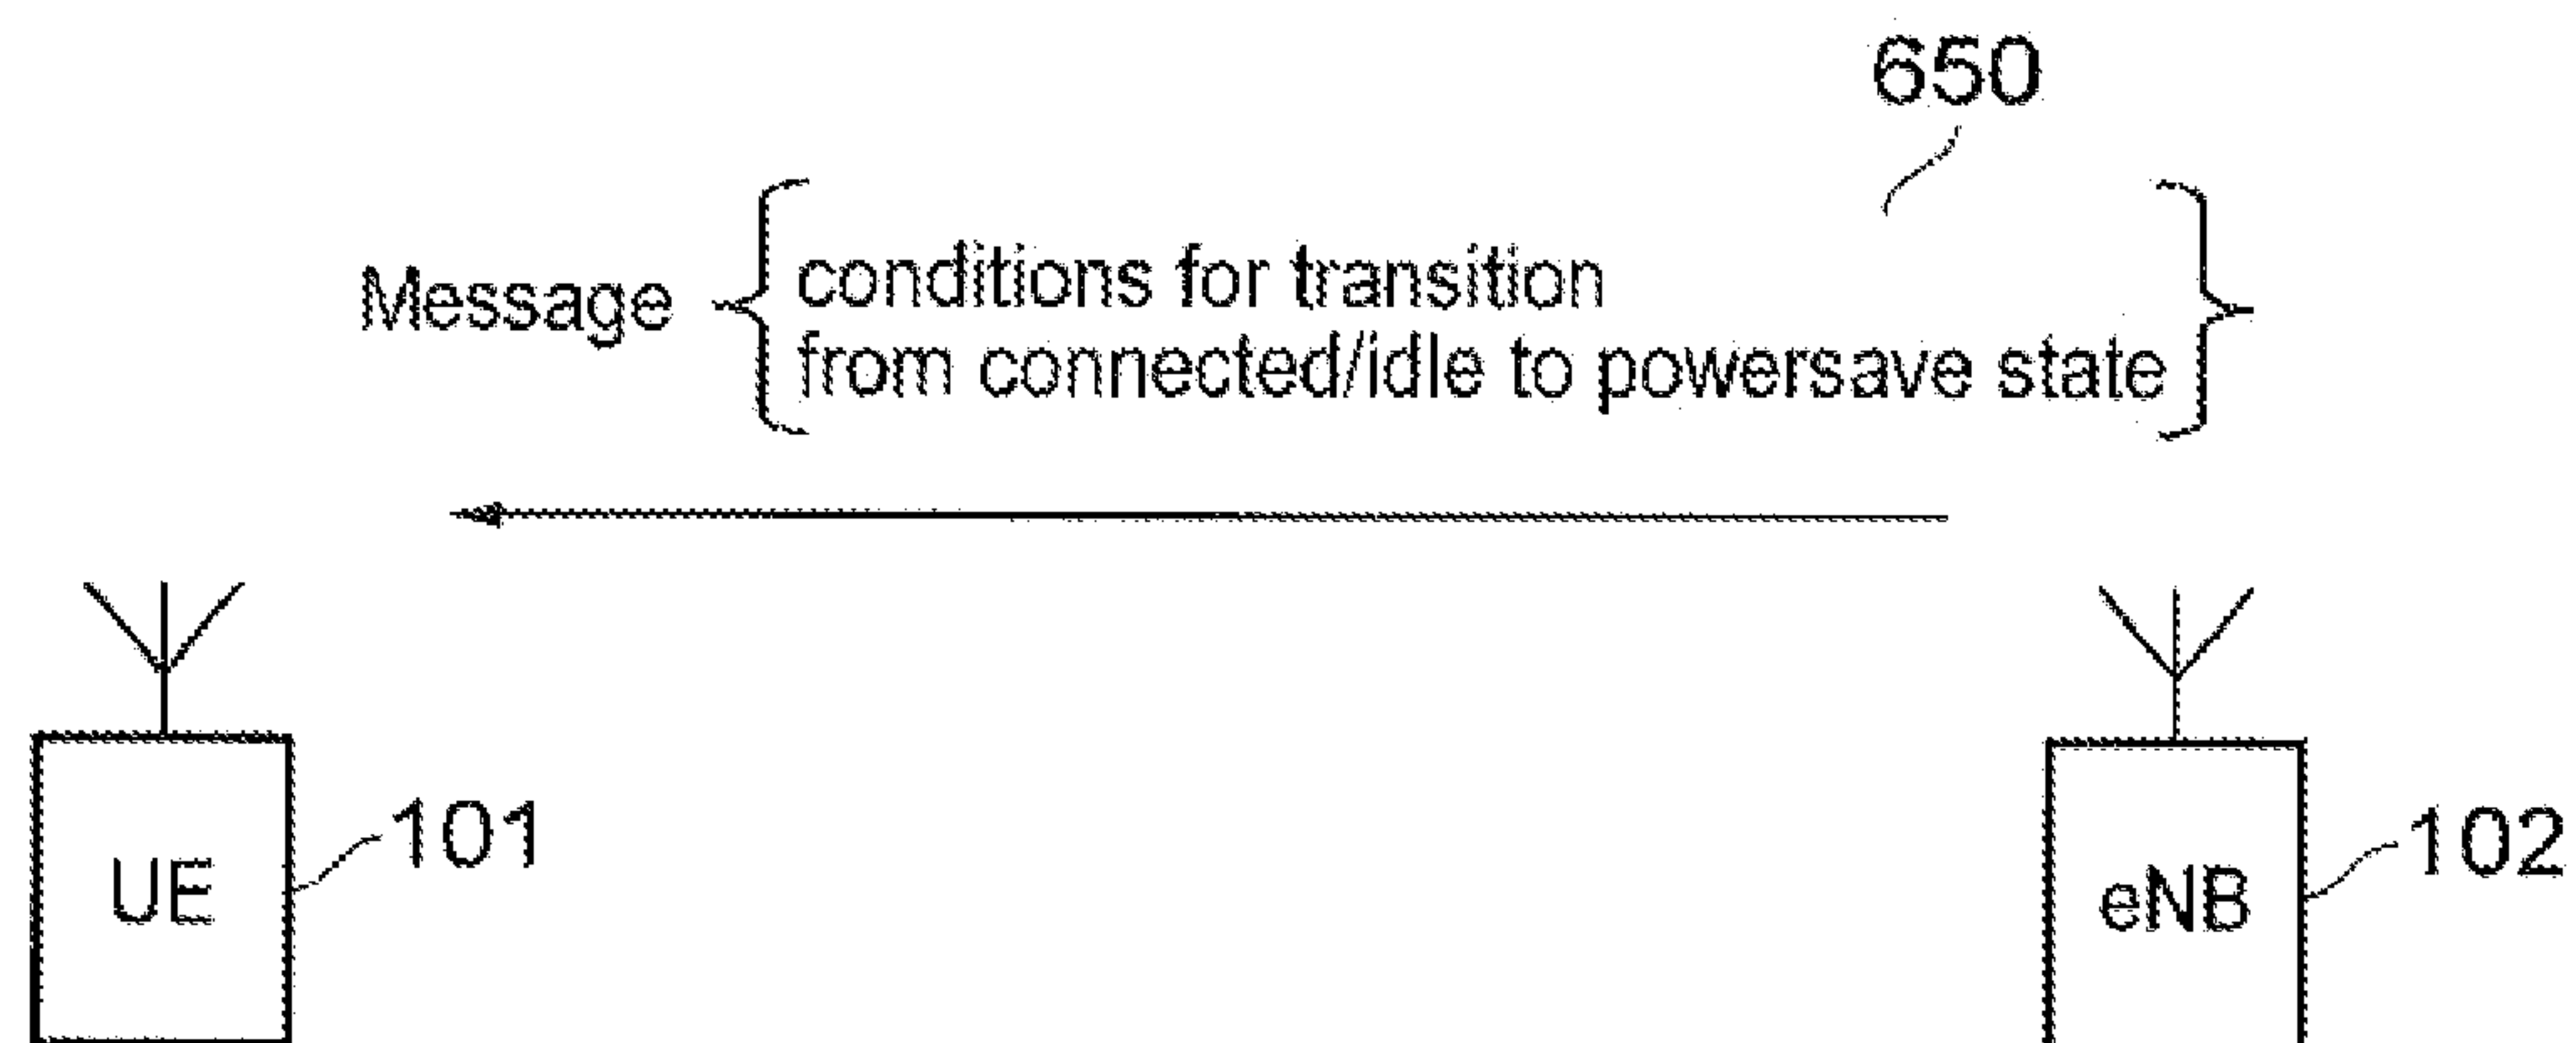 650
Message { conditions for transition
from connected/idle to powersave state }
UE 101
eNB 102